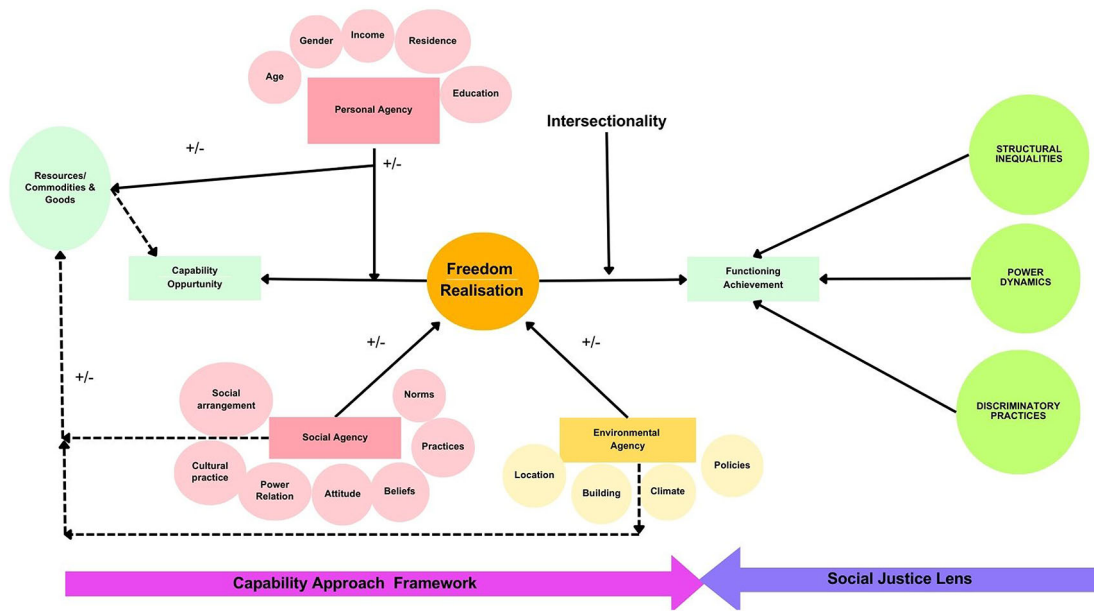 Gender
Income
Residence
Age
Education
Personal Agency
+/-
+/-
Intersectionality
STRUCTURAL
INEQUALITIES
Resources/
Commodities &
Goods
Capability
Opportunity
Freedom
Realisation
Functioning
Achievement
POWER
DYNAMICS
+/-
+/-
+/-
Social
arrangement
Norms
Social Agency
Practices
Cultural
practice
Power
Relation
Attitude
Beliefs
Environmental
Agency
Location
Building
Climate
Policies
DISCRIMINATORY
PRACTICES
Capability Approach Framework
Social Justice Lens